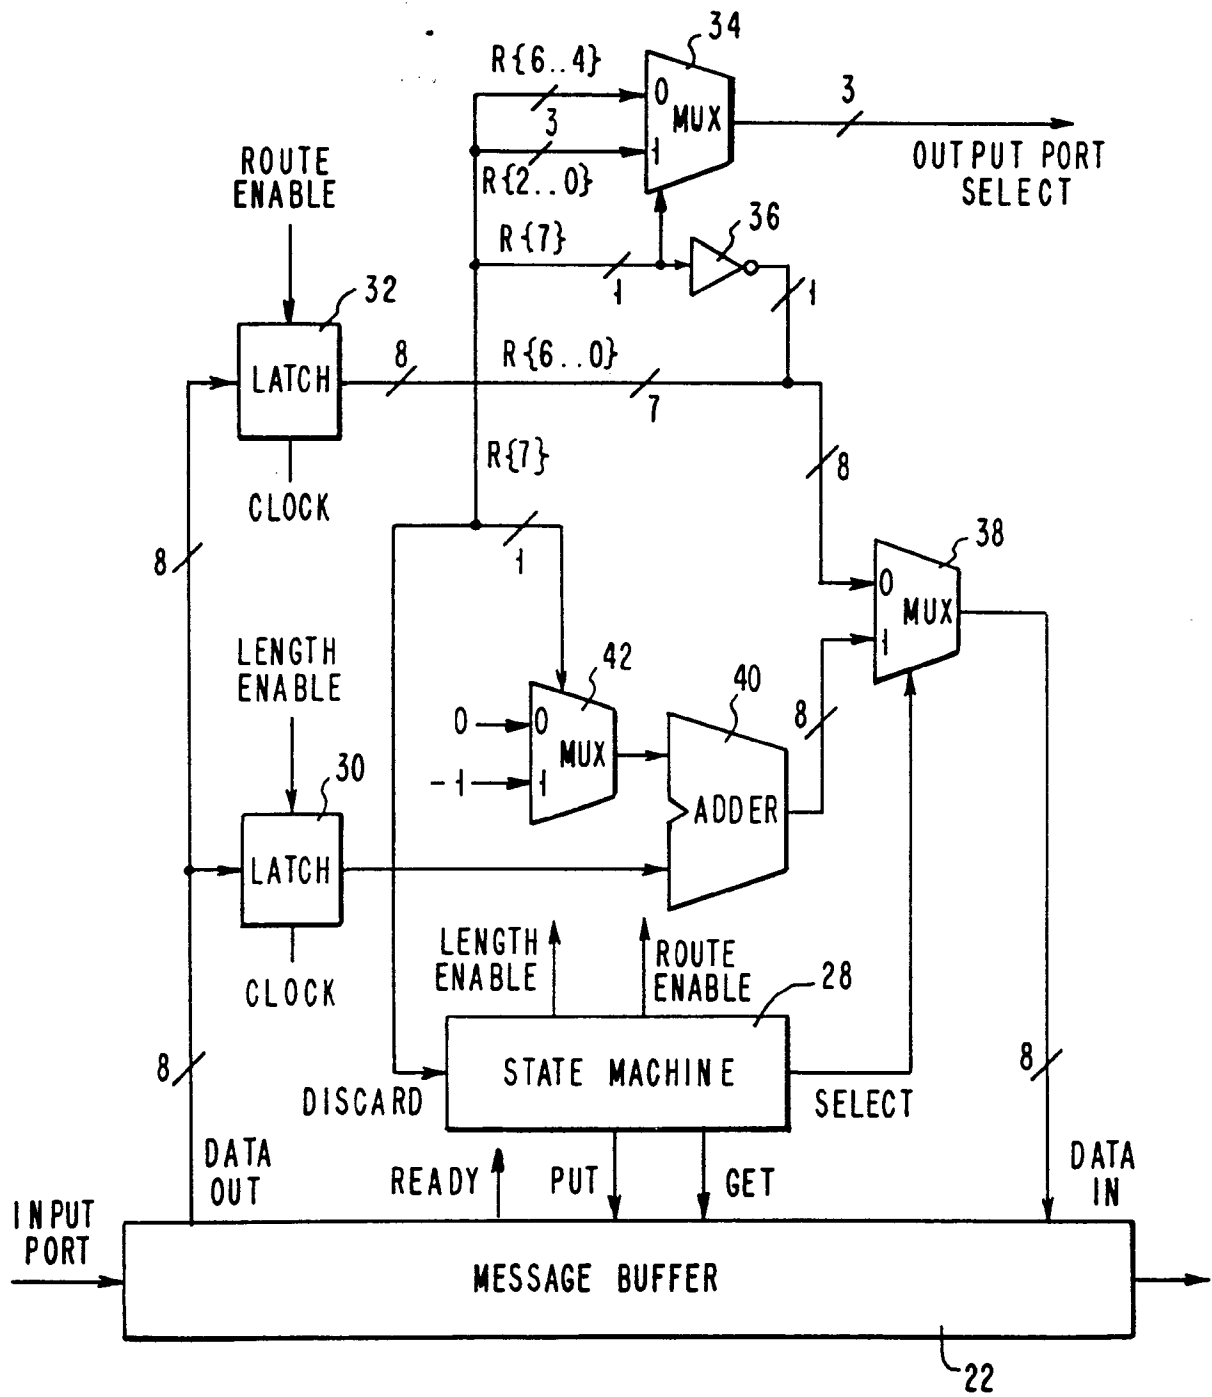 34
R{6..4}
0
MUX
3
3
1
OUTPUT PORT
SELECT
R{2..0}
ROUTE
ENABLE
R{7}
36
1
1
32
LATCH
8
R{6..0}
7
R{7}
8
CLOCK
8
1
38
0
MUX
1
LENGTH
ENABLE
42
40
0
0
MUX
-1
1
8
30
LATCH
ADDER
CLOCK
LENGTH
ENABLE
ROUTE
ENABLE
28
8
STATE MACHINE
8
DISCARD
SELECT
DATA
OUT
READY
PUT
GET
DATA
IN
INPUT
PORT
MESSAGE BUFFER
22